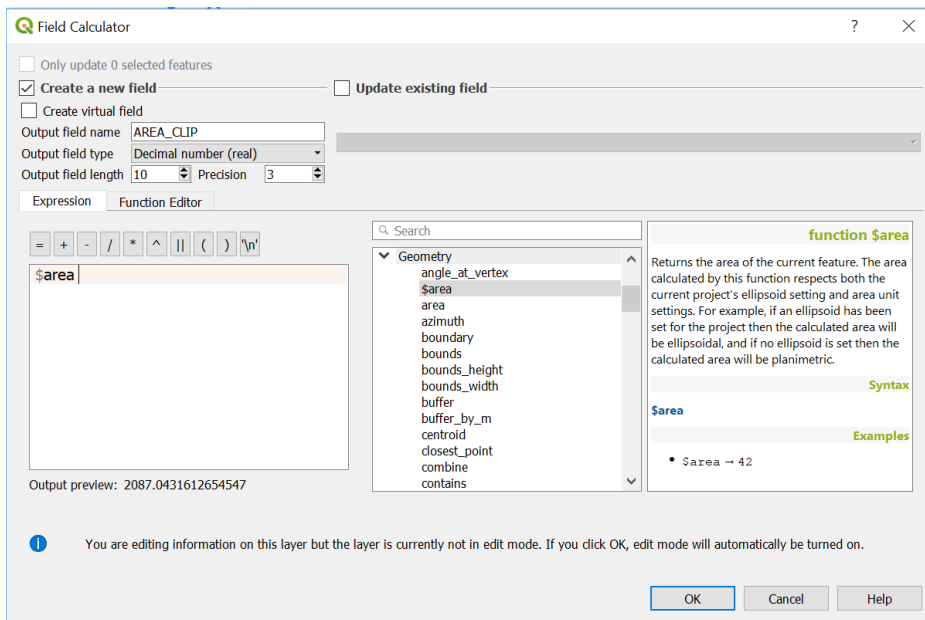 Field Calculator
?
Only update 0 selected features
Create a new field
Update existing field
Create virtual field
Output field name AREA_CLIP
Output field type Decimal number (real)
Output field length 10 Precision 3
Expression
Function Editor
= + - / * ^ || ( ) '\n'
$area
Output preview: 2087.0431612654547
Search
Geometry
angle_at_vertex
$area
area
azimuth
boundary
bounds
bounds_height
bounds_width
buffer
buffer_by_m
centroid
closest_point
combine
contains
function $area
Returns the area of the current feature. The area
calculated by this function respects both the
current project's ellipsoid setting and area unit
settings. For example, if an ellipsoid has been
set for the project then the calculated area will
be ellipsoidal, and if no ellipsoid is set then the
calculated area will be planimetric.
Syntax
$area
Examples
• $area → 42
You are editing information on this layer but the layer is currently not in edit mode. If you click OK, edit mode will automatically be turned on.
OK
Cancel
Help